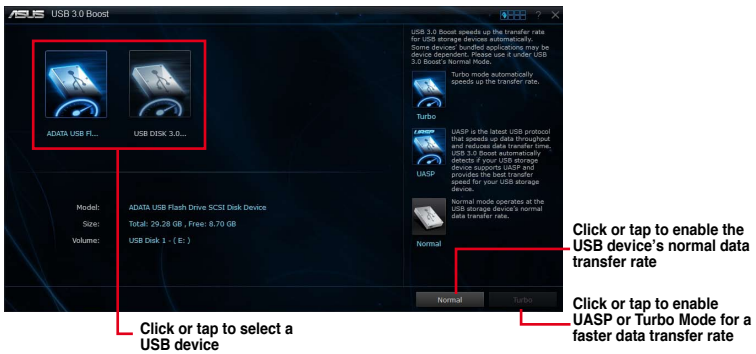 ASUS USB 3.0 Boost
?
USB 3.0 Boost speeds up the transfer rate
for USB storage devices automatically.
Some devices' bundled applications may be
device dependent. Please use it under USB
3.0 Boost's Normal Mode.
ADATA USB Fl...
USB DISK 3.0...
Turbo mode automatically
speeds up the transfer rate.
Turbo
UASP
UASP is the latest USB protocol
that speeds up data throughput
and reduces data transfer time.
USB 3.0 Boost automatically
detects if your USB storage
device supports UASP and
provides the best transfer
speed for your USB storage
device.
UASP
Normal mode operates at the
USB storage device's normal
data transfer rate.
Normal
Model: ADATA USB Flash Drive SCSI Disk Device
Size: Total: 29.28 GB , Free: 8.70 GB
Volume: USB Disk 1 - ( E: )
Normal
Turbo
Click or tap to enable the
USB device's normal data
transfer rate
Click or tap to enable
UASP or Turbo Mode for a
faster data transfer rate
Click or tap to select a
USB device